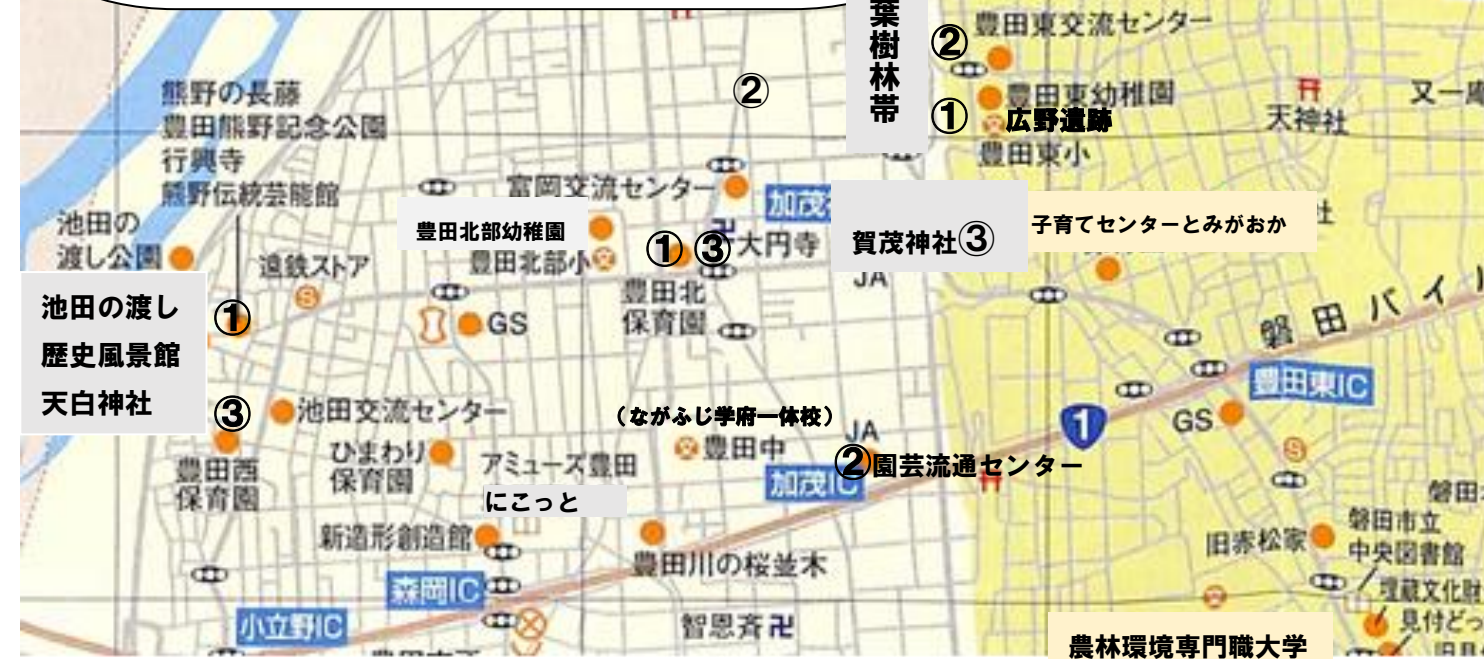 葉樹林帯
豊田東交流センター
②
②
熊野の長藤
豊田熊野記念公園
行興寺
熊野伝統芸能館
豊田東幼稚園
①
広野遺跡
天神社
豊田東小
富岡交流センター
池田の
渡し公園
豊田北部幼稚園
遠鉄ストア
豊田北部小
① ③
大円寺
賀茂神社③
子育てセンターとみがおか
社
JA
池田の渡し
歴史風景館
天白神社
①
S
GS
豊田北
保育園
磐田バイ
豊田東IC
③
池田交流センター
(ながふじ学府一体校)
1
GS
豊田西
保育園
ひまわり
保育園
アミューズ豊田
豊田中
JA
②園芸流通センター
加茂IC
S
にこっと
新造形創造館
豊田川の桜並木
旧赤松家
磐田市立
中央図書館
森岡IC
小立野IC
智恩斉
埋蔵文化財
見付どっ
農林環境専門職大学